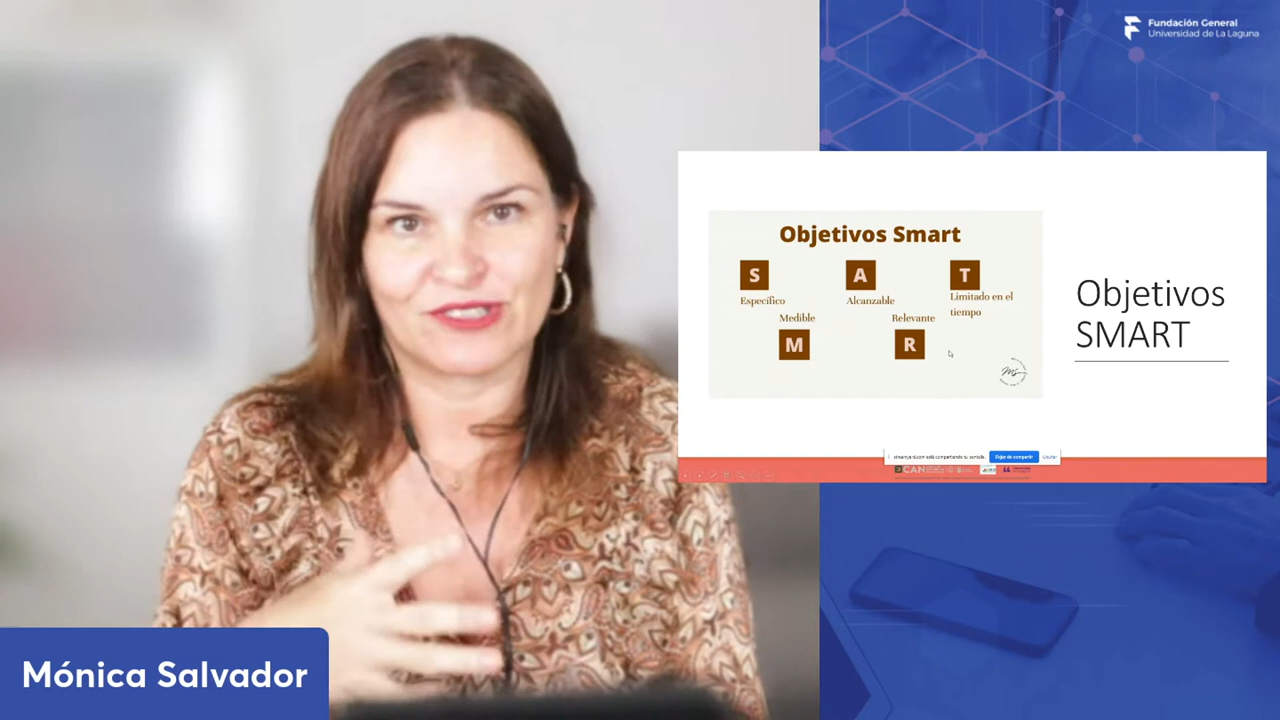 Fundación General
Universidad de La Laguna
Objetivos Smart
S
A
T
Específico
Alcanzable
Limitado en el
tiempo
Medible
Relevante
M
R
Objetivos
SMART
Dejar de compartir
Ocultar
CAN
Mónica Salvador